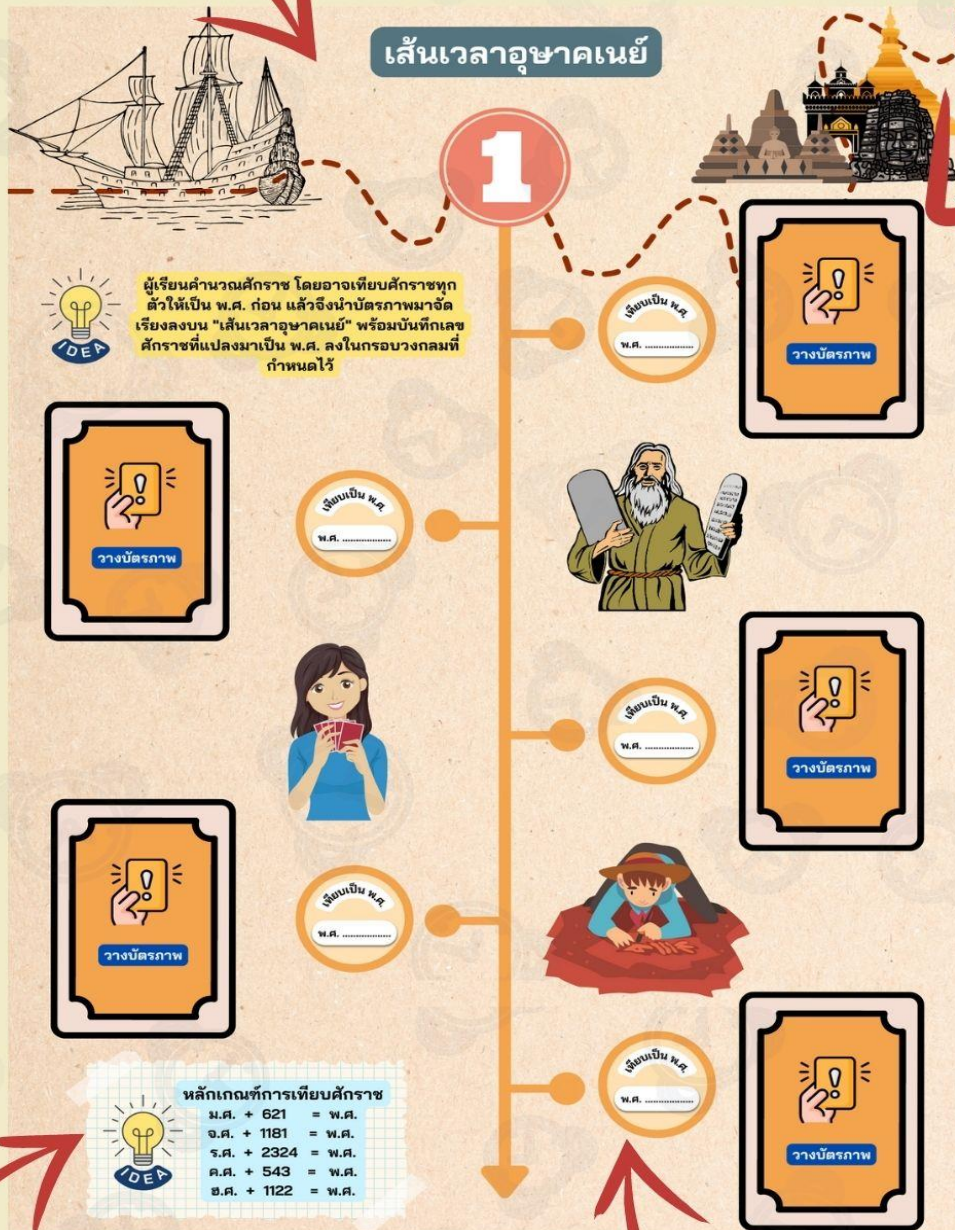 เส้นเวลาอุษาคเนย์
1
ผู้เรียนคำนวณศักราช โดยอาจเทียบศักราชทุก
ตัวให้เป็น พ.ศ. ก่อน แล้วจึงนำบัตรภาพมาจัด
เรียงลงบน "เส้นเวลาอุษาคเนย์" พร้อมบันทึกเลข
ศักราชที่แปลงมาเป็น พ.ศ. ลงในกรอบวงกลมที่
กำหนดไว้
IDEA
เทียบเป็น พ.ศ.
พ.ศ. .................
วางบัตรภาพ
วางบัตรภาพ
เทียบเป็น พ.ศ.
พ.ศ. .................
เทียบเป็น พ.ศ.
พ.ศ. .................
วางบัตรภาพ
วางบัตรภาพ
เทียบเป็น พ.ศ.
พ.ศ. .................
เทียบเป็น พ.ศ.
พ.ศ. .................
วางบัตรภาพ
IDEA
หลักเกณฑ์การเทียบศักราช
ม.ศ. + 621 = พ.ศ.
จ.ศ. + 1181 = พ.ศ.
ร.ศ. + 2324 = พ.ศ.
ค.ศ. + 543 = พ.ศ.
ฮ.ศ. + 1122 = พ.ศ.